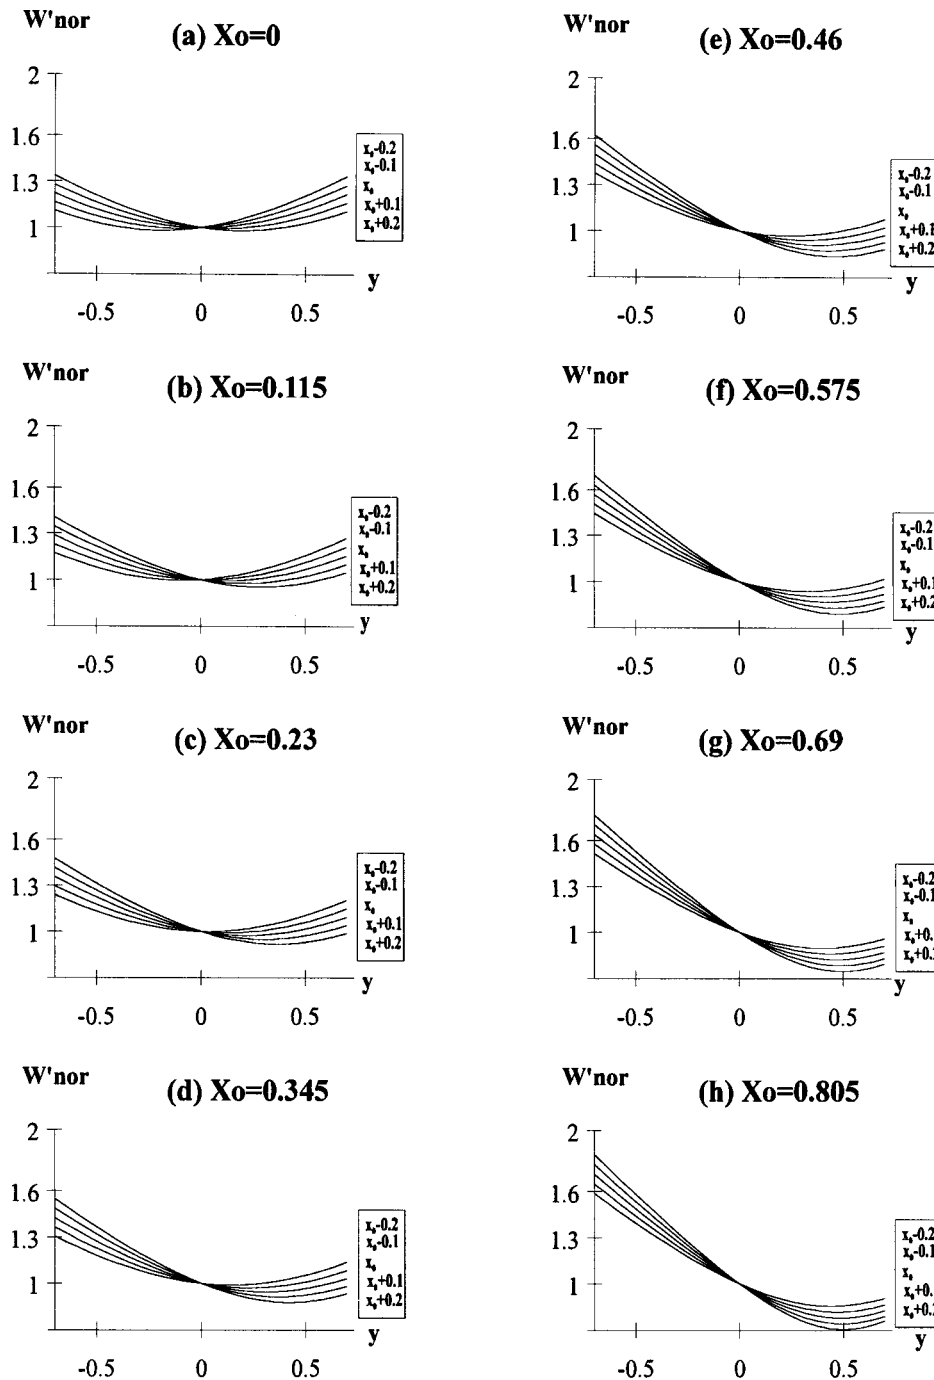 W'nor
(a) Xo=0
2
1.6
1.3
1
x₀-0.2
x₀-0.1
x₀
x₀+0.1
x₀+0.2
y
-0.5 0 0.5
W'nor
(b) Xo=0.115
2
1.6
1.3
1
x₀-0.2
x₀-0.1
x₀
x₀+0.1
x₀+0.2
y
-0.5 0 0.5
W'nor
(c) Xo=0.23
2
1.6
1.3
1
x₀-0.2
x₀-0.1
x₀
x₀+0.1
x₀+0.2
y
-0.5 0 0.5
W'nor
(d) Xo=0.345
2
1.6
1.3
1
x₀-0.2
x₀-0.1
x₀
x₀+0.1
x₀+0.2
-0.5 0 0.5
W'nor
(e) Xo=0.46
2
1.6
1.3
1
x₀-0.2
x₀-0.1
x₀
x₀+0.1
x₀+0.2
y
-0.5 0 0.5
W'nor
(f) Xo=0.575
2
1.6
1.3
1
x₀-0.2
x₀-0.1
x₀
x₀+0.1
x₀+0.2
y
-0.5 0 0.5
W'nor
(g) Xo=0.69
2
1.6
1.3
1
x₀-0.2
x₀-0.1
x₀
x₀+0.
x₀+0.2
y
-0.5 0 0.5
W'nor
(h) Xo=0.805
2
1.6
1.3
1
x₀-0.2
x₀-0.1
x₀
x₀+0.
x₀+0.2
y
-0.5 0 0.5